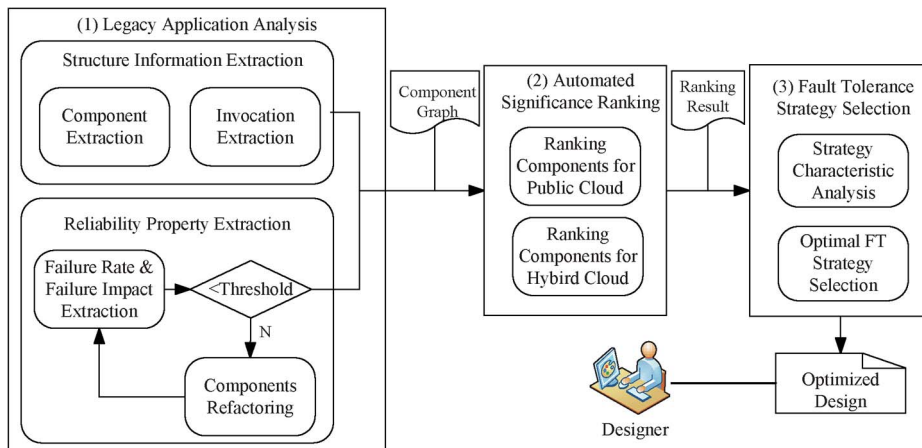 (1) Legacy Application Analysis
Structure Information Extraction
Component
Extraction
Invocation
Extraction
Reliability Property Extraction
Failure Rate &
Failure Impact
Extraction
<Threshold
N
Components
Refactoring
Component
Graph
(2) Automated
Significance Ranking
Ranking
Components for
Public Cloud
Ranking
Components for
Hybird Cloud
Ranking
Result
(3) Fault Tolerance
Strategy Selection
Strategy
Characteristic
Analysis
Optimal FT
Strategy
Selection
Optimized
Design
Designer